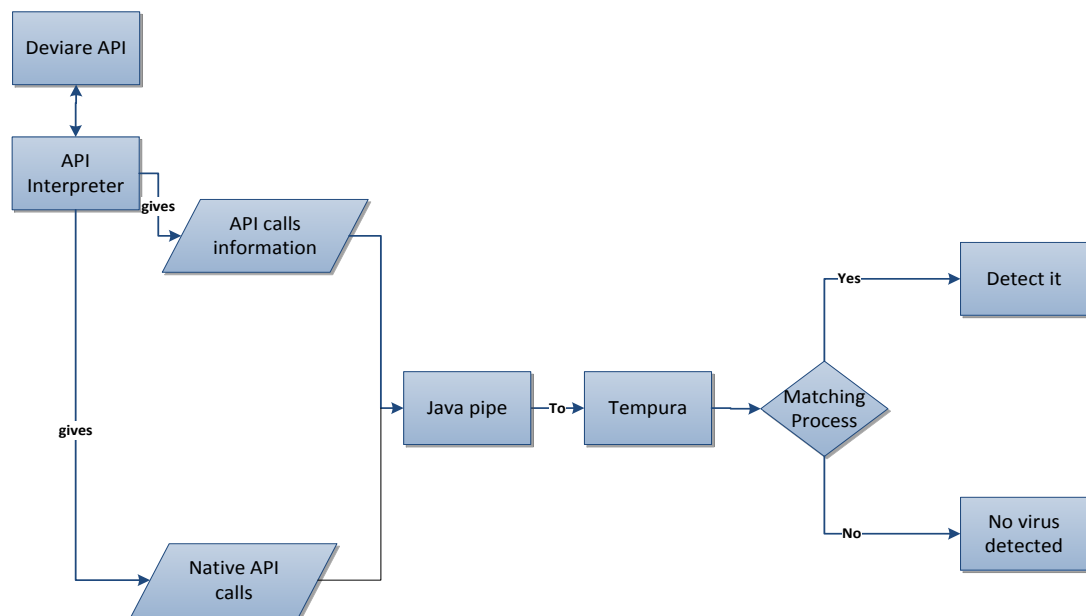 Deviare API
API
Interpreter
gives
API calls
information
gives
Native API
calls
Java pipe
To
Tempura
Matching
Process
Yes
Detect it
No
No virus
detected